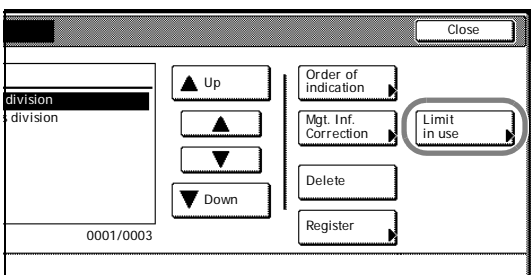 Close
division
division
0001/0003
Up
Down
Order of
indication
Mgt. Inf.
Correction
Delete
Register
Limit
in use